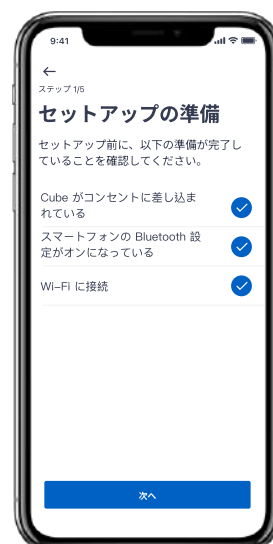 9:41
ステップ 1/5
セットアップの準備
セットアップ前に、以下の準備が完了し
ていることを確認してください。
Cube がコンセントに差し込ま
れている
スマートフォンの Bluetooth 設
定がオンになっている
Wi-Fi に接続
次へ